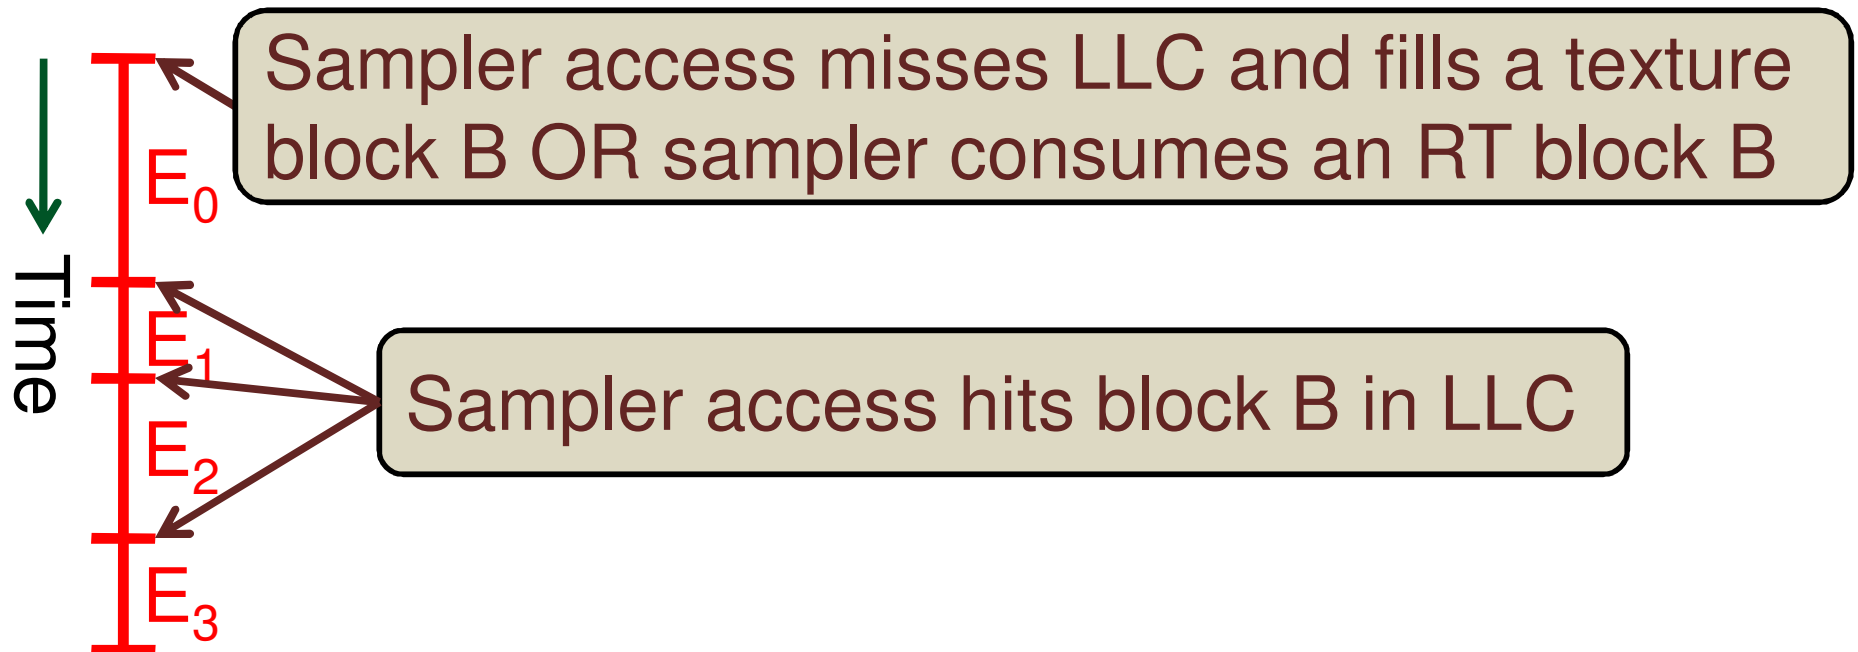 Sampler access misses LLC and fills a texture
block B OR sampler consumes an RT block B
E0
Time
E1
Sampler access hits block B in LLC
E2
E3